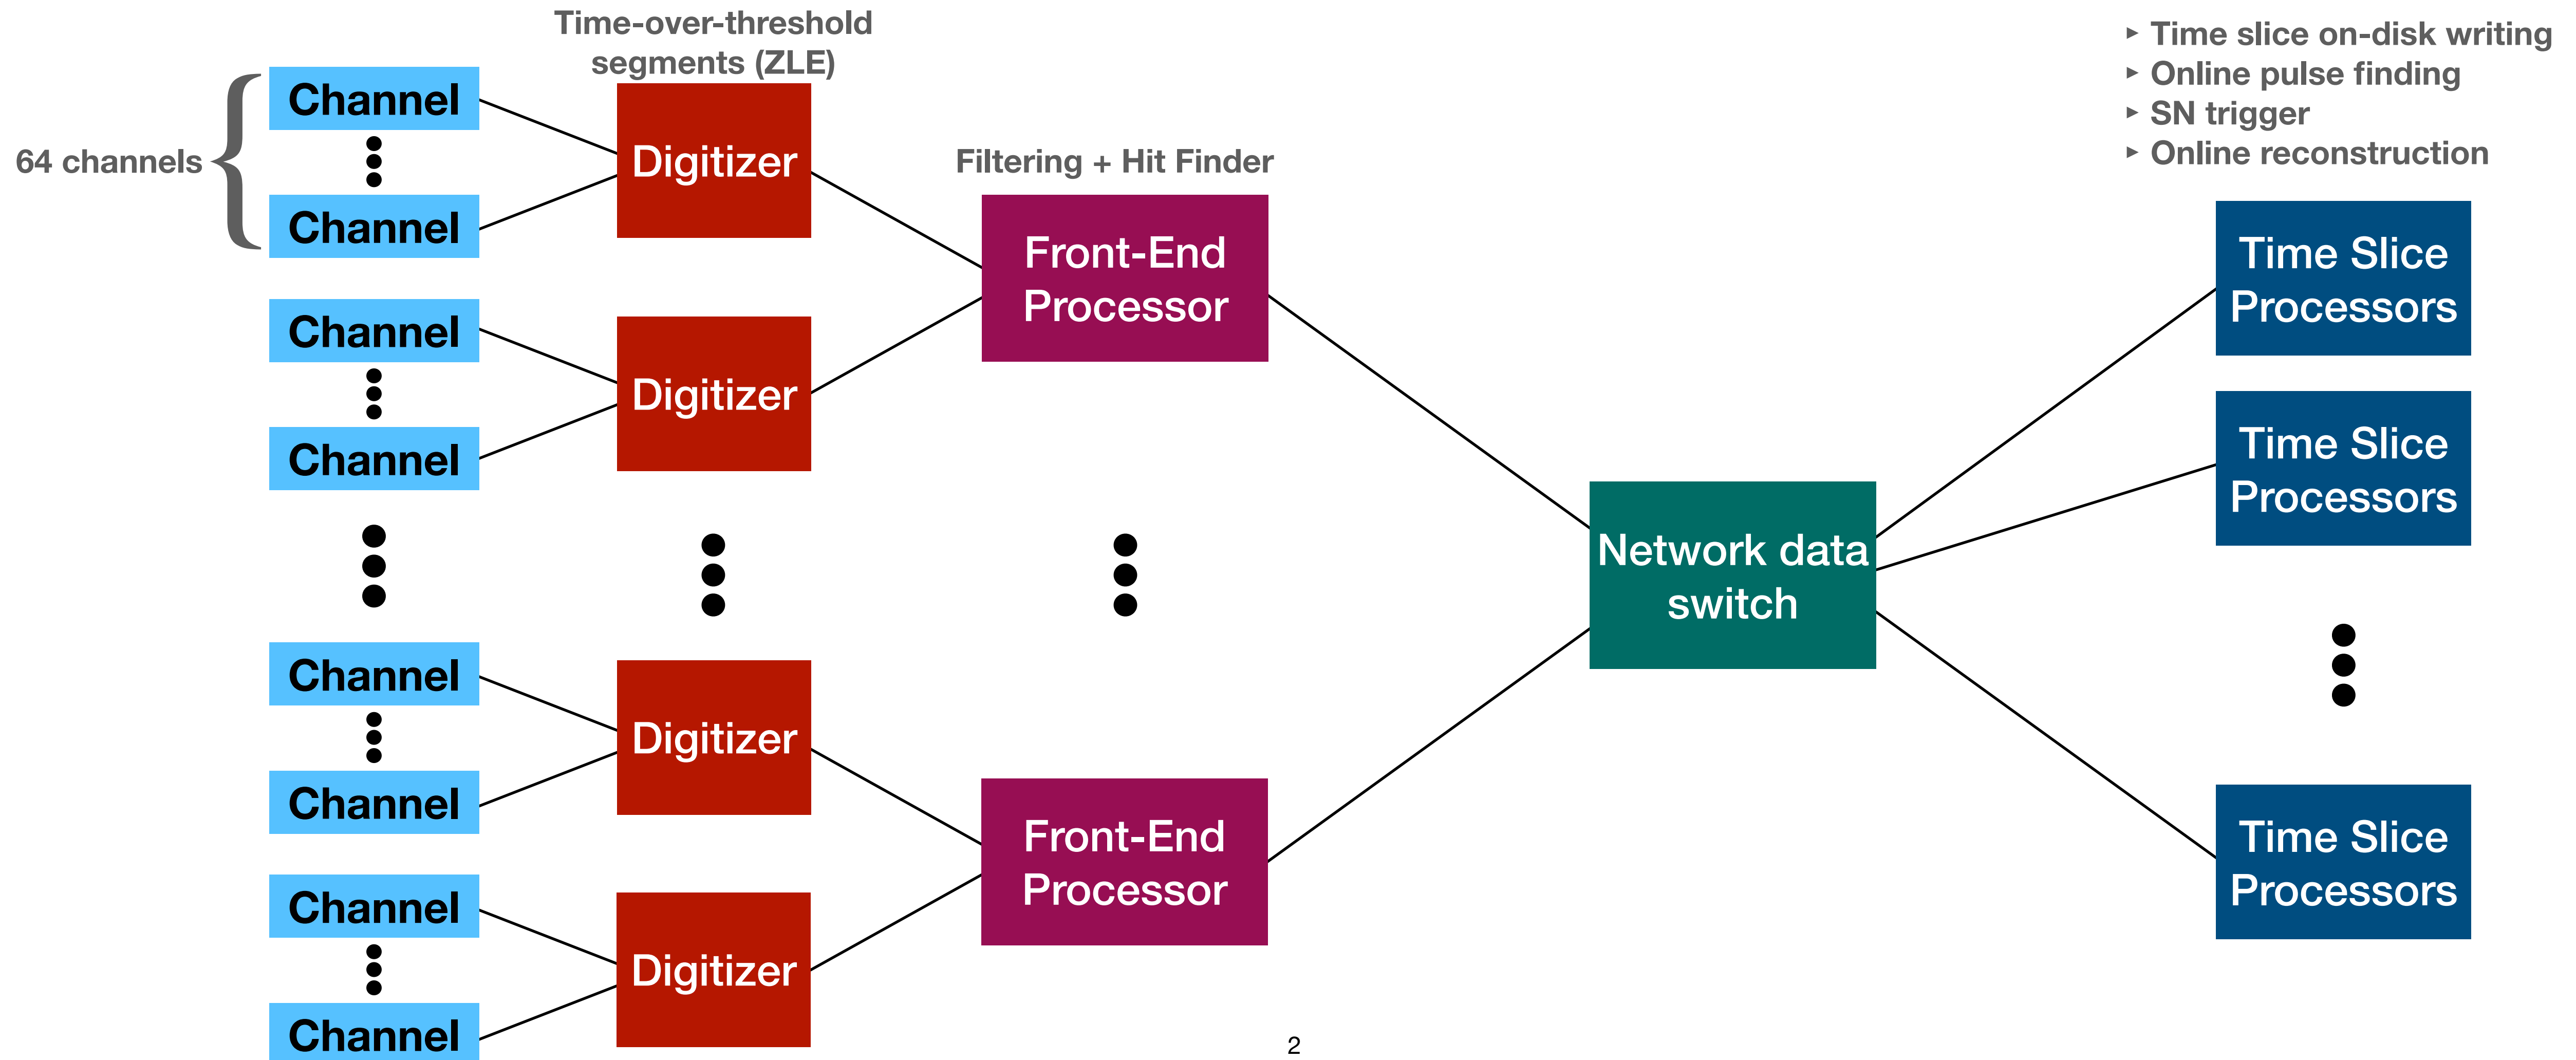 Time-over-threshold
segments (ZLE)
64 channels
Channel
Channel
Channel
Channel
Channel
Channel
Channel
Channel
Digitizer
Digitizer
Digitizer
Digitizer
Filtering + Hit Finder
Front-End
Processor
Front-End
Processor
Network data
switch
▸ Time slice on-disk writing
▸ Online pulse finding
▸ SN trigger
▸ Online reconstruction
Time Slice
Processors
Time Slice
Processors
Time Slice
Processors
2